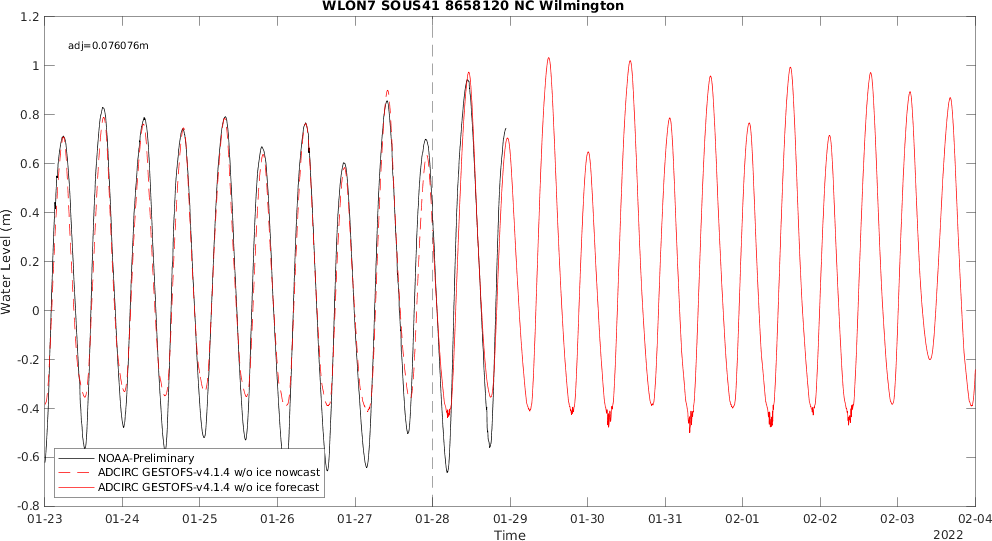 WLON7 SOUS41 8658120 NC Wilmington
adj=0.076076m
1.2
1
0.8
0.6
0.4
0.2
0
-0.2
-0.4
-0.6
-0.8
Water Level (m)
NOAA-Preliminary
ADCIRC GESTOFS-v4.1.4 w/o ice nowcast
ADCIRC GESTOFS-v4.1.4 w/o ice forecast
01-23 01-24 01-25 01-26 01-27 01-28 01-29 01-30 01-31 02-01 02-02 02-03 02-04
Time
2022